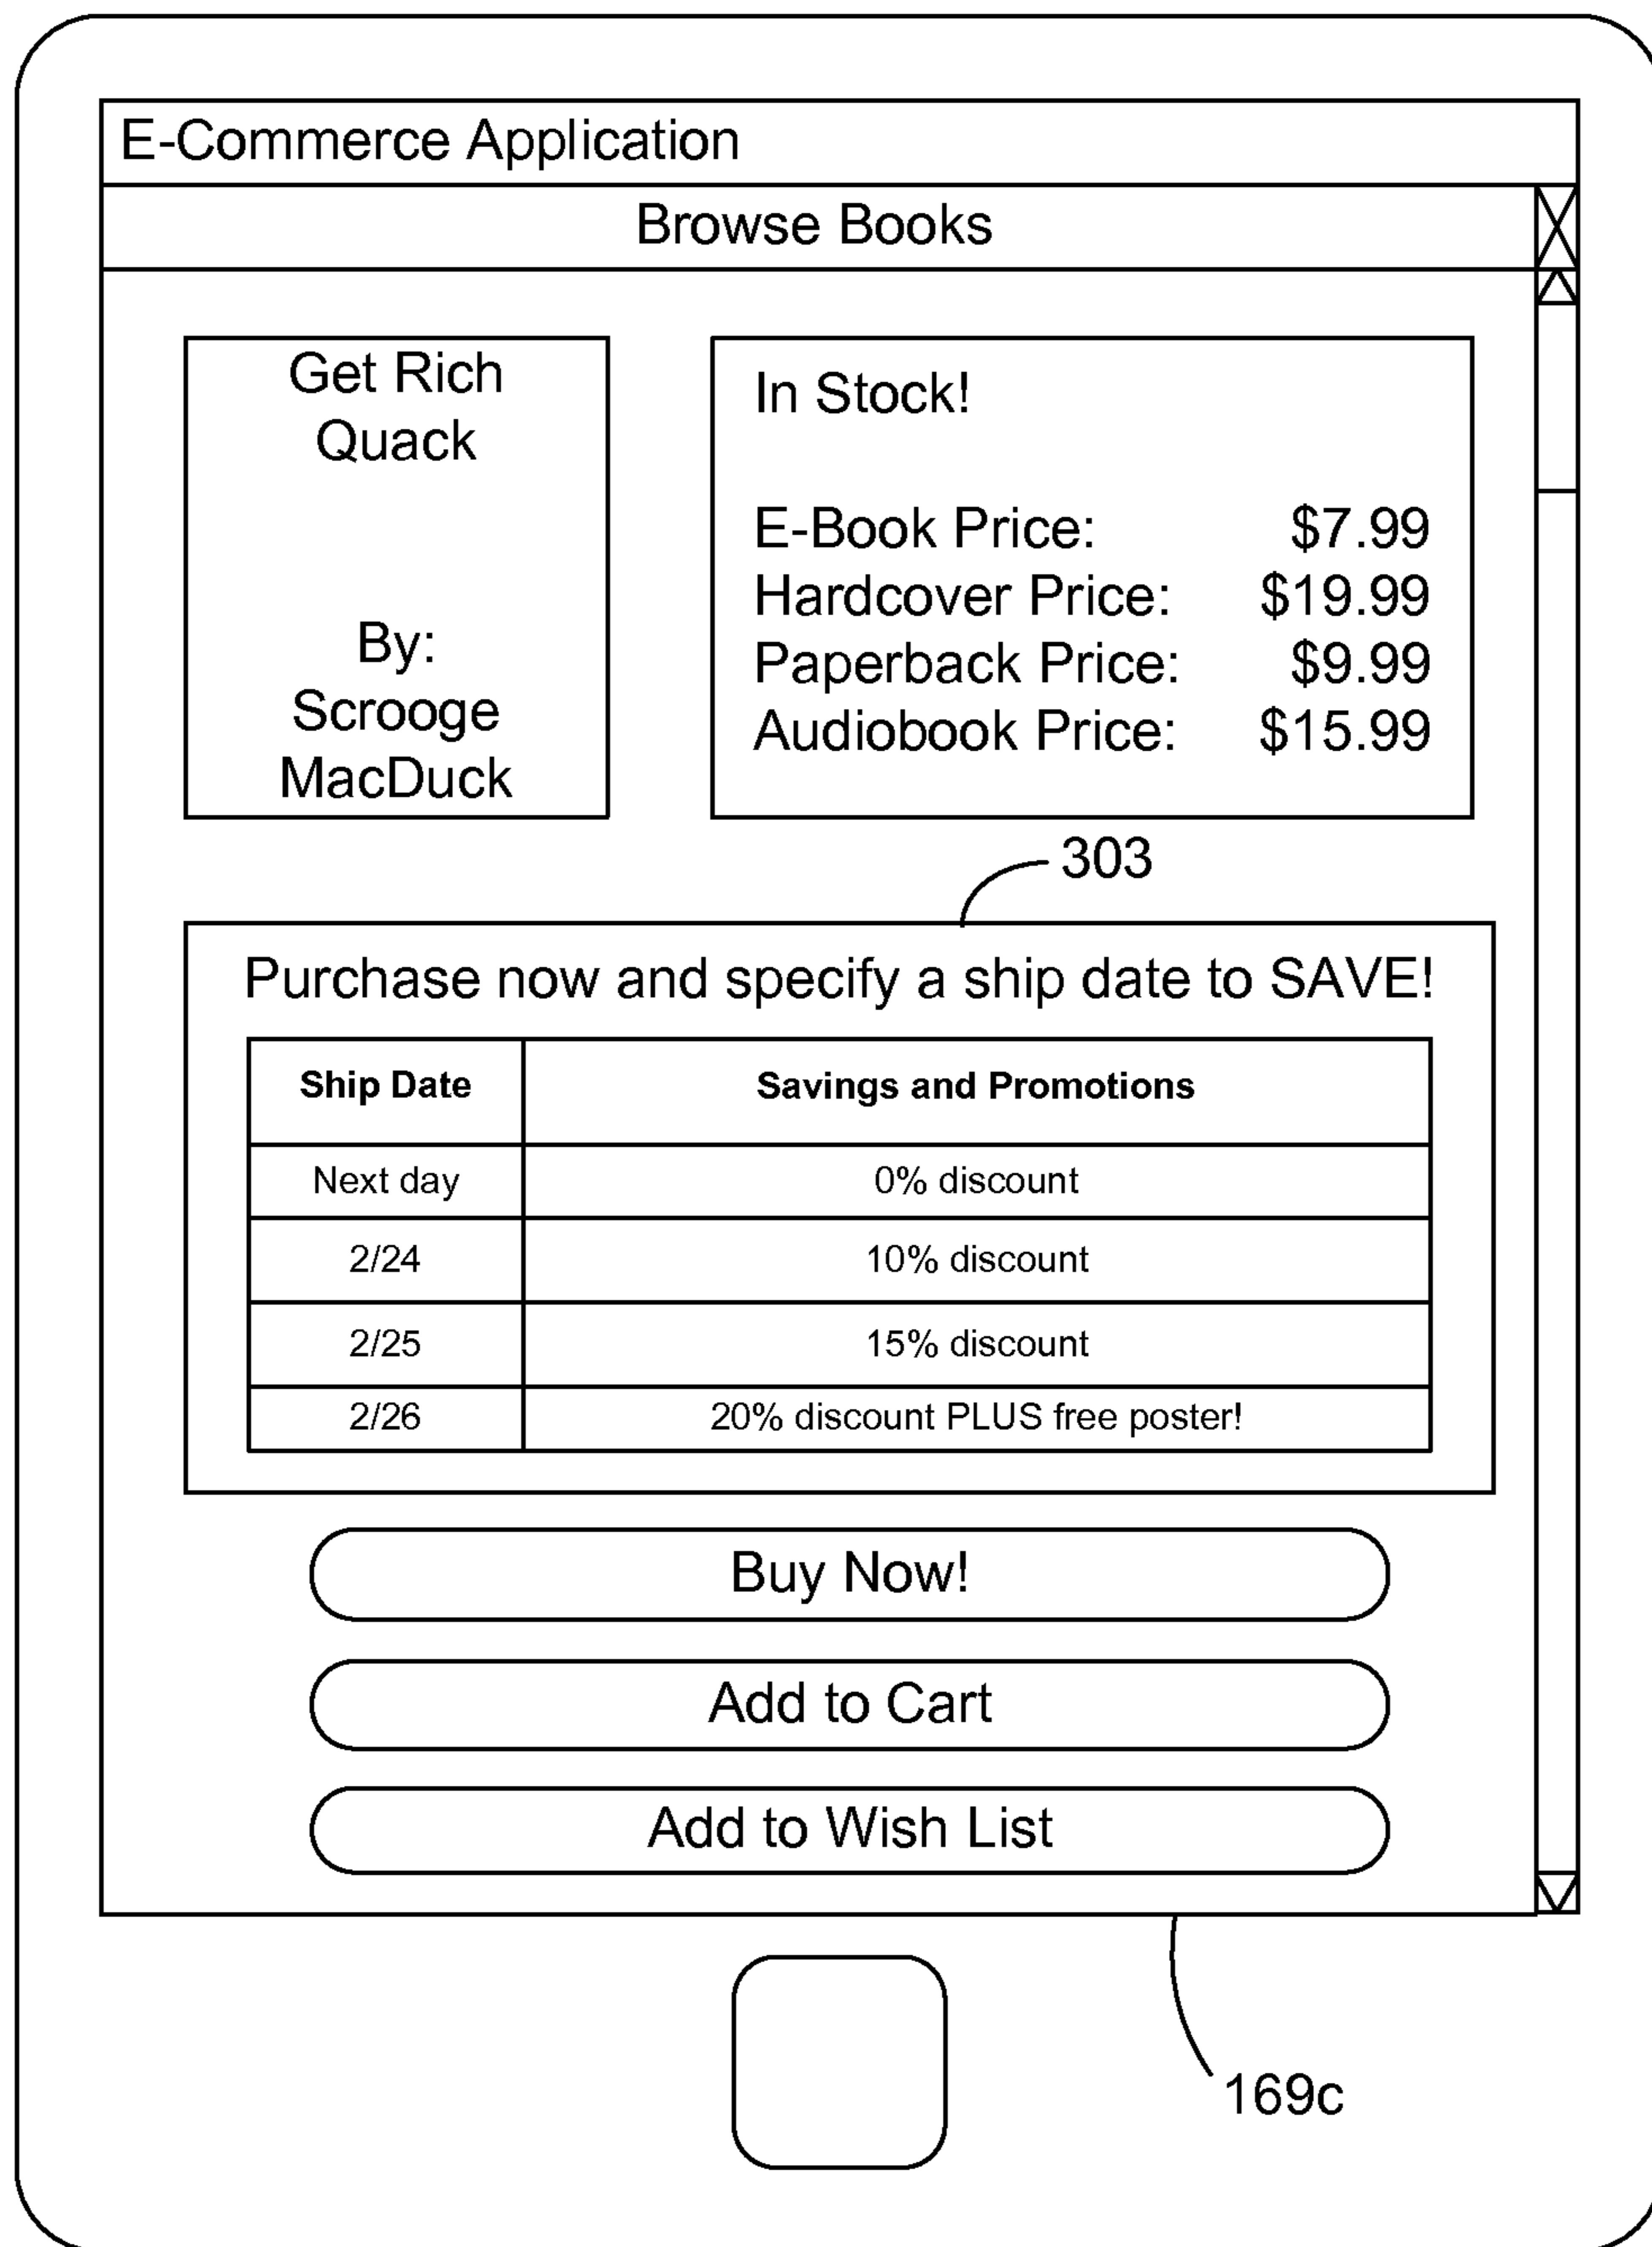 E-Commerce Application
Browse Books
Get Rich
Quack
By:
Scrooge
MacDuck
In Stock!
E-Book Price: $7.99
Hardcover Price: $19.99
Paperback Price: $9.99
Audiobook Price: $15.99
303
Purchase now and specify a ship date to SAVE!
Ship Date Savings and Promotions
Next day 0% discount
2/24 10% discount
2/25 15% discount
2/26 20% discount PLUS free poster!
Buy Now!
Add to Cart
Add to Wish List
169c